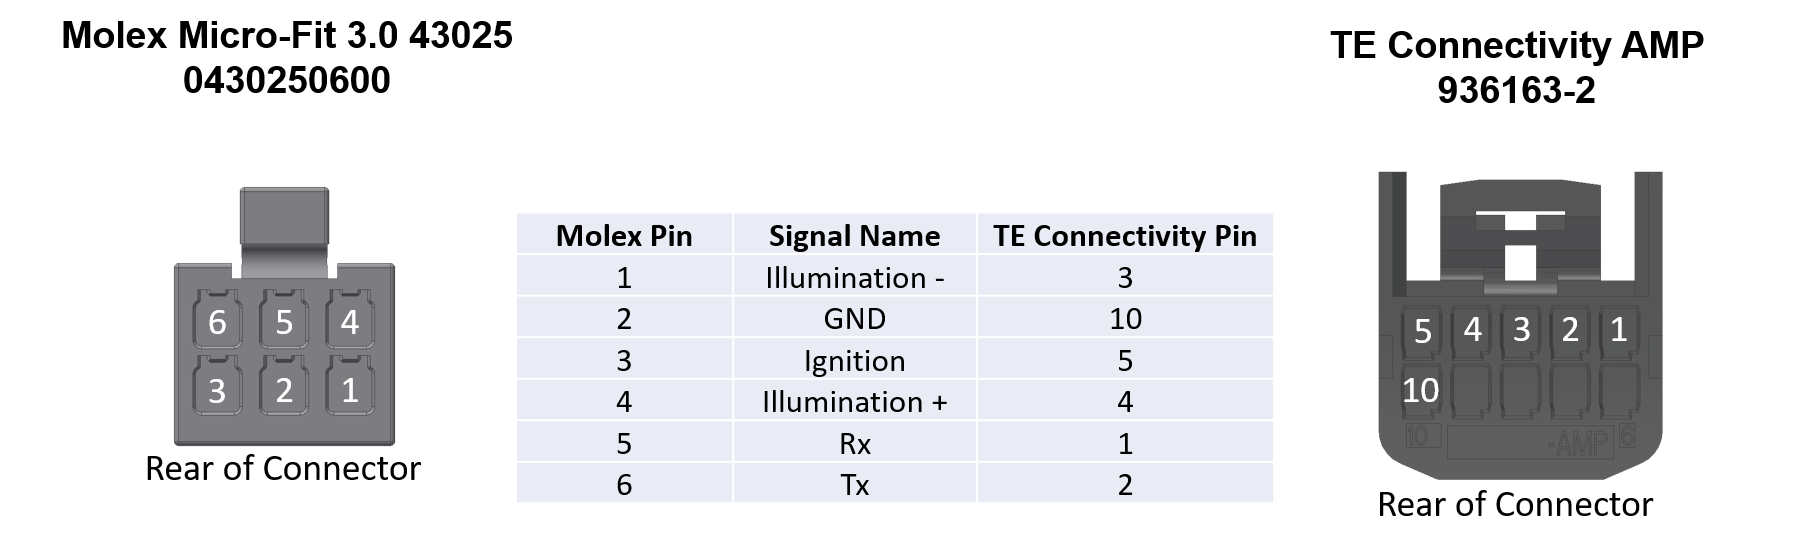 Molex Micro-Fit 3.0 43025
0430250600
TE Connectivity AMP
936163-2
6 5 4
3 2 1
Rear of Connector
Molex Pin Signal Name TE Connectivity Pin
1 Illumination - 3
2 GND 10
3 Ignition 5
4 Illumination + 4
5 Rx 1
6 Tx 2
5 4 3 2 1
10
10 -AMP 6
Rear of Connector